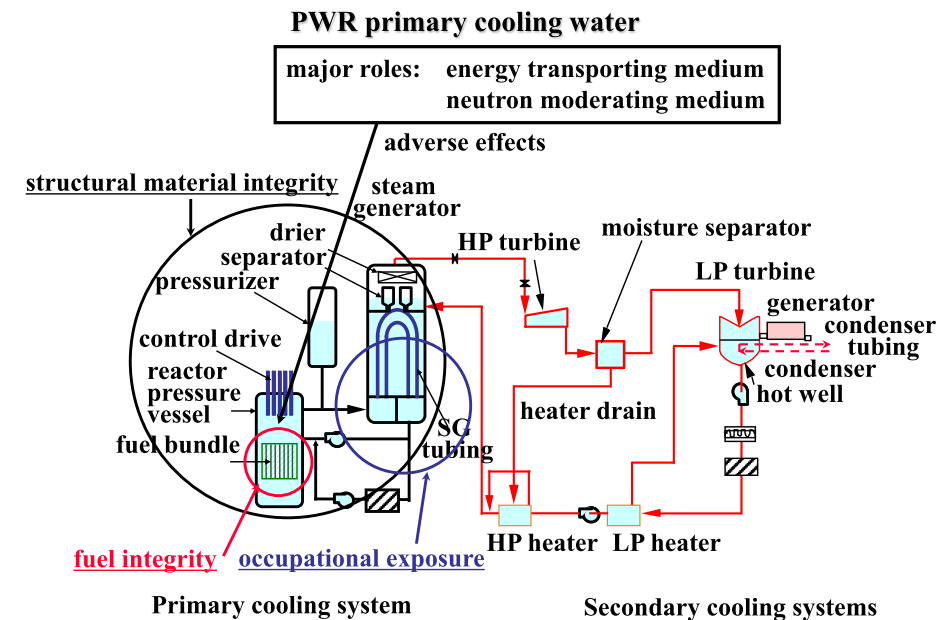 PWR primary cooling water
major roles: energy transporting medium
neutron moderating medium
adverse effects
structural material integrity
steam
generator
drier
separator
pressurizer
control drive
reactor
pressure
vessel
fuel bundle
SG
tubing
HP turbine
moisture separator
LP turbine
generator
condenser
tubing
condenser
hot well
heater drain
HP heater
LP heater
fuel integrity
occupational exposure
Primary cooling system
Secondary cooling systems